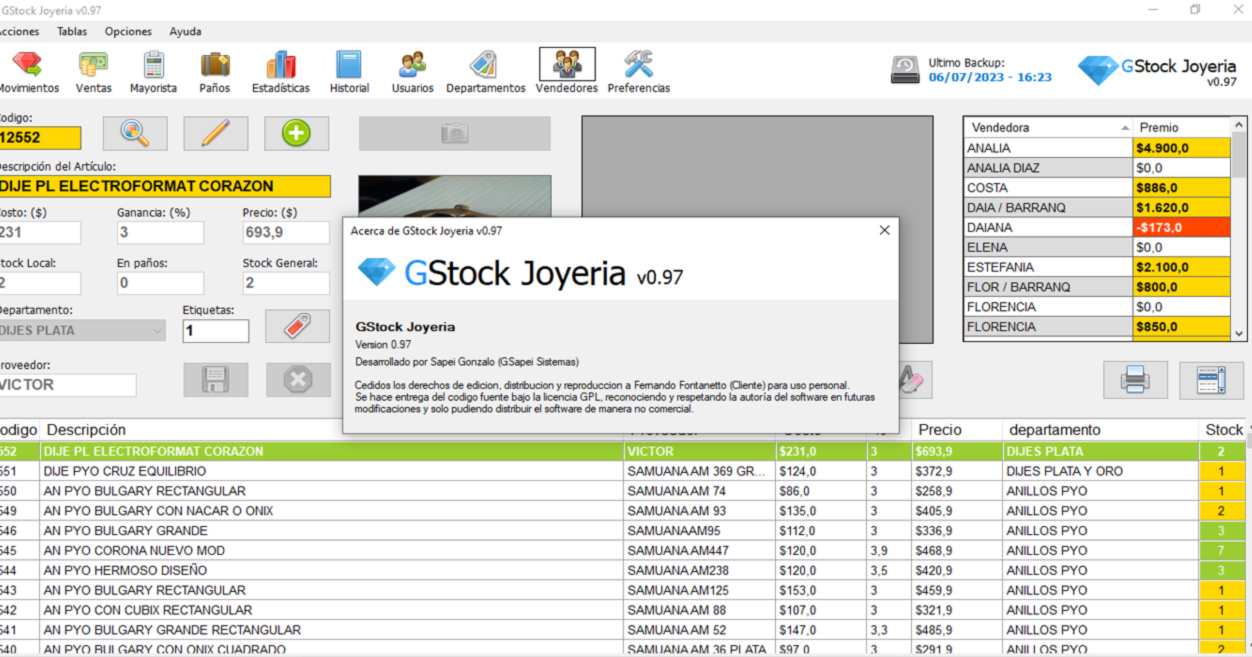 GStock Joyeria v0.97
Acciones Tablas Opciones Ayuda
Movimientos Ventas Mayorista Paños Estadísticas Historial Usuarios Departamentos Vendedores Preferencias
Ultimo Backup:
06/07/2023 - 16:23
GStock Joyeria
v0.97
Codigo:
12552
Descripción del Artículo:
DIJE PL ELECTROFORMAT CORAZON
Costo: ($) Ganancia: (%) Precio: ($)
231 3 693,9
Stock Local: En paños: Stock General:
2 0 2
Departamento: Etiquetas:
DIJES PLATA 1
Proveedor:
VICTOR
Vendedora Premio
ANALIA $4.900,0
ANALIA DIAZ $0,0
COSTA $886,0
DAIA / BARRANQ $1.620,0
DAIANA -$173,0
ELENA $0,0
ESTEFANIA $2.100,0
FLOR / BARRANQ $800,0
FLORENCIA $0,0
FLORENCIA $850,0
Acerca de GStock Joyeria v0.97
GStock Joyeria v0.97
GStock Joyeria
Version 0.97
Desarrollado por Sapei Gonzalo (GSapei Sistemas)
Cedidos los derechos de edicion, distribucion y reproduccion a Fernando Fontanetto (Cliente) para uso personal.
Se hace entrega del codigo fuente bajo la licencia GPL, reconociendo y respetando la autoría del software en futuras
modificaciones y solo pudiendo distribuir el software de manera no comercial.
odigo Descripción Proveedor Costo % Precio departamento Stock
552 DIJE PL ELECTROFORMAT CORAZON VICTOR $231,0 3 $693,9 DIJES PLATA 2
551 DIJE PYO CRUZ EQUILIBRIO SAMUANA AM 369 GR... $124,0 3 $372,9 DIJES PLATA Y ORO 1
550 AN PYO BULGARY RECTANGULAR SAMUANA AM 74 $86,0 3 $258,9 ANILLOS PYO 1
549 AN PYO BULGARY CON NACAR O ONIX SAMUANA AM 93 $135,0 3 $405,9 ANILLOS PYO 2
546 AN PYO BULGARY GRANDE SAMUANAAM95 $112,0 3 $336,9 ANILLOS PYO 3
545 AN PYO CORONA NUEVO MOD SAMUANA AM447 $120,0 3,9 $468,9 ANILLOS PYO 7
544 AN PYO HERMOSO DISEÑO SAMUANA AM238 $120,0 3,5 $420,9 ANILLOS PYO 3
543 AN PYO BULGARY RECTANGULAR SAMUANA AM125 $153,0 3 $459,9 ANILLOS PYO 1
542 AN PYO CON CUBIX RECTANGULAR SAMUANA AM 88 $107,0 3 $321,9 ANILLOS PYO 1
541 AN PYO BULGARY GRANDE RECTANGULAR SAMUANA AM 52 $147,0 3,3 $485,9 ANILLOS PYO 1
540 AN PYO BULGARY CON ONIX CUADRADO SAMUANA AM 36 PLATA $97,0 3 $291,9 ANILLOS PYO 2